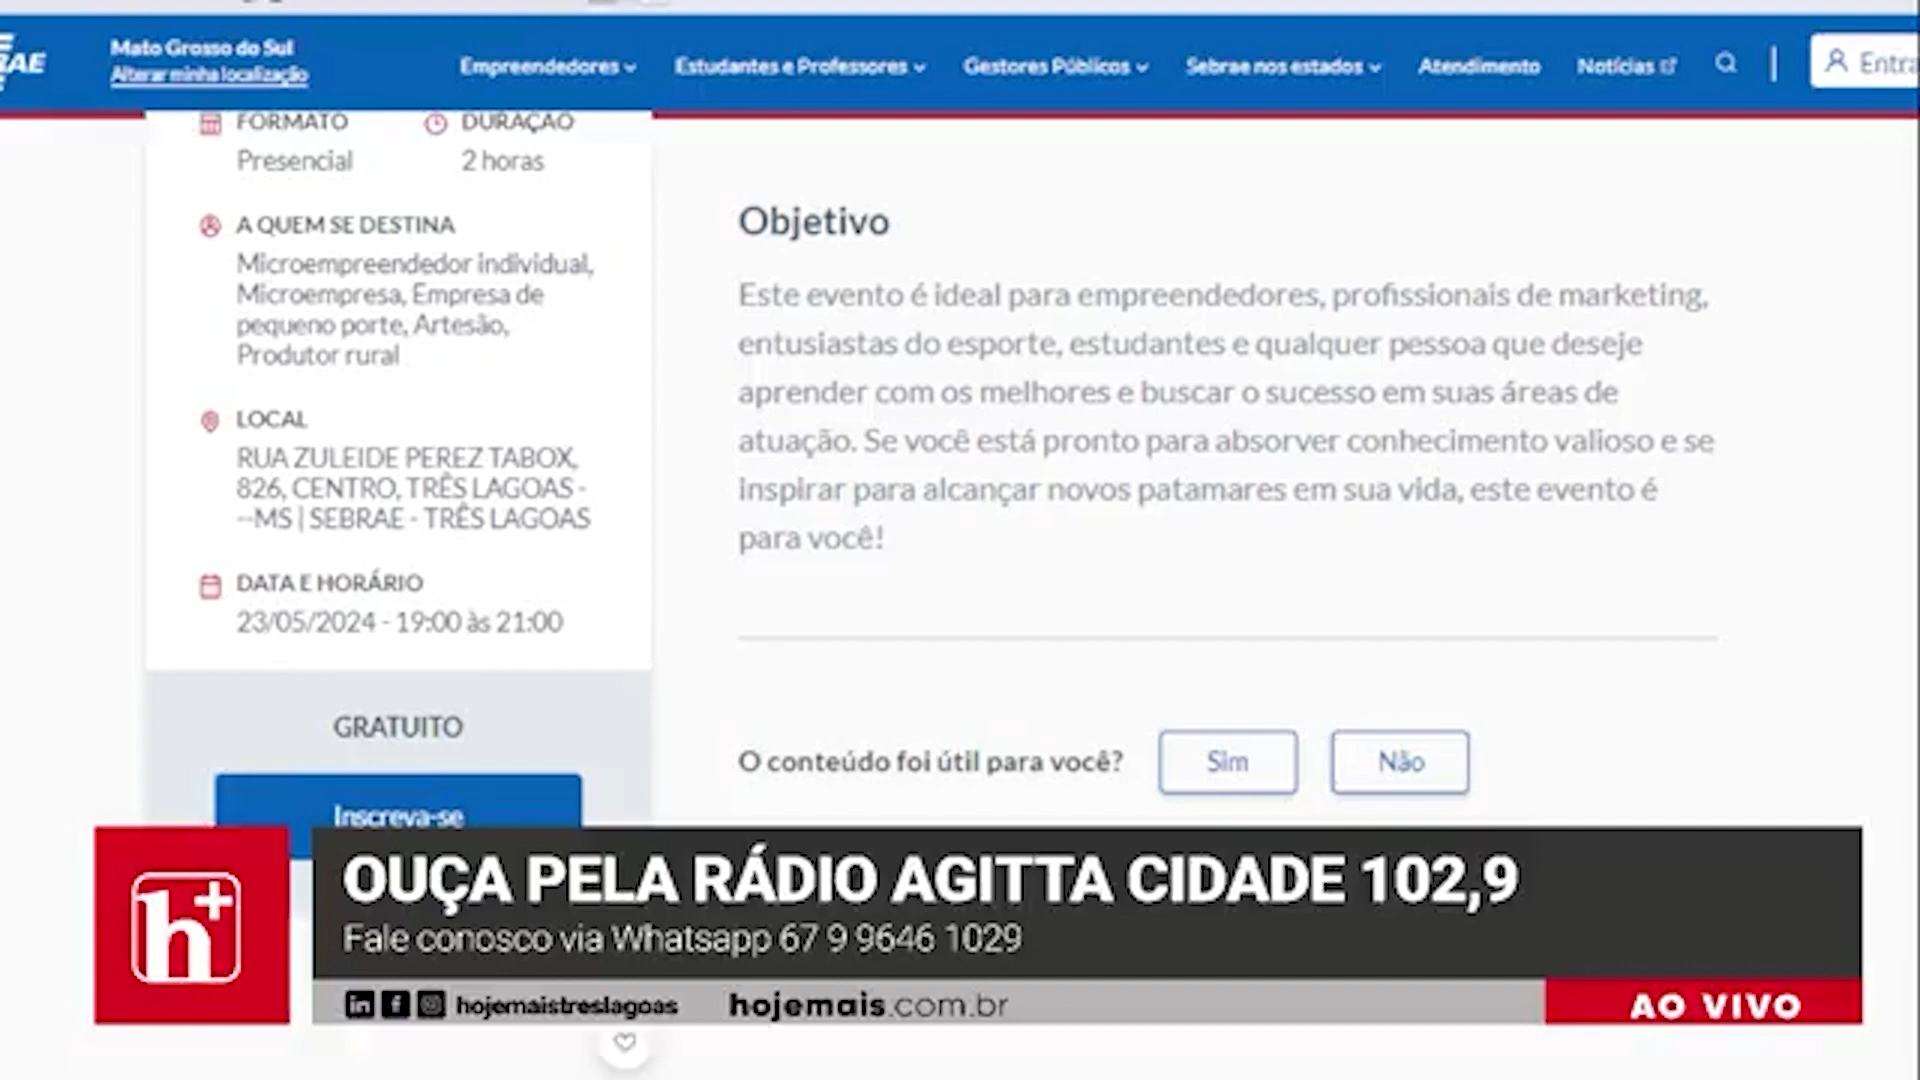 RAE
Mato Grosso do Sul
Alterar minha localização
Empreendedores
Estudantes e Professores
Gestores Públicos
Sebrae nos estados
Atendimento
Notícias
Entra
FORMATO
Presencial
DURAÇÃO
2 horas
A QUEM SE DESTINA
Microempreendedor individual,
Microempresa, Empresa de
pequeno porte, Artesão,
Produtor rural
LOCAL
RUA ZULEIDE PEREZ TABOX,
826, CENTRO, TRÊS LAGOAS -
--MS | SEBRAE - TRÊS LAGOAS
DATA E HORÁRIO
23/05/2024 - 19:00 às 21:00
GRATUITO
Inscreva-se
Objetivo
Este evento é ideal para empreendedores, profissionais de marketing,
entusiastas do esporte, estudantes e qualquer pessoa que deseje
aprender com os melhores e buscar o sucesso em suas áreas de
atuação. Se você está pronto para absorver conhecimento valioso e se
inspirar para alcançar novos patamares em sua vida, este evento é
para você!
O conteúdo foi útil para você?
Sim
Não
h+
OUÇA PELA RÁDIO AGITTA CIDADE 102,9
Fale conosco via Whatsapp 67 9 9646 1029
hojemaistreslagoas
hojemais.com.br
AO VIVO